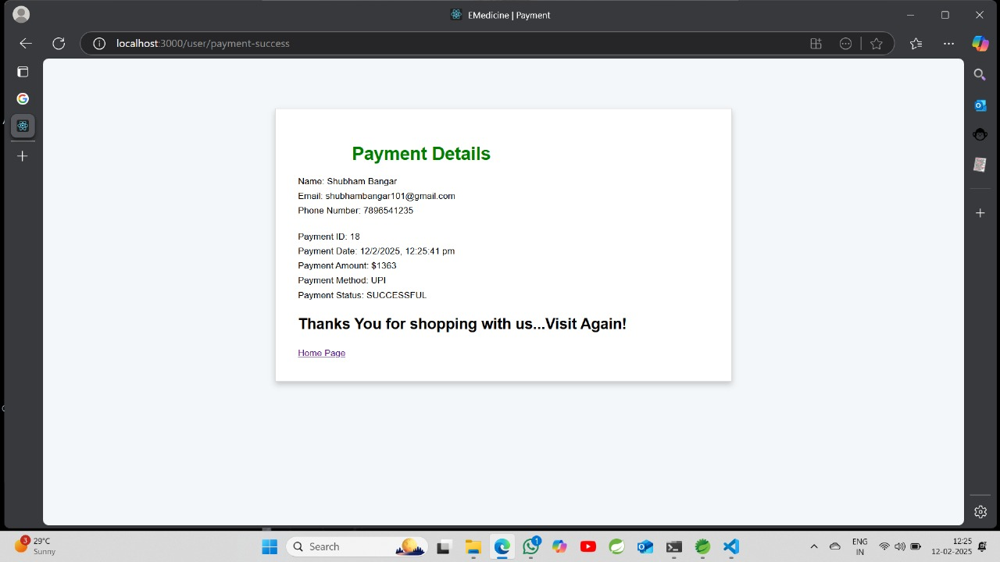 EMedicine | Payment
localhost:3000/user/payment-success
Payment Details
Name: Shubham Bangar
Email: shubhambangar101@gmail.com
Phone Number: 7896541235
Payment ID: 18
Payment Date: 12/2/2025, 12:25:41 pm
Payment Amount: $1363
Payment Method: UPI
Payment Status: SUCCESSFUL
Thanks You for shopping with us...Visit Again!
Home Page
3
29°C
Sunny
Search
1
ENG
IN
12:25
12-02-2025